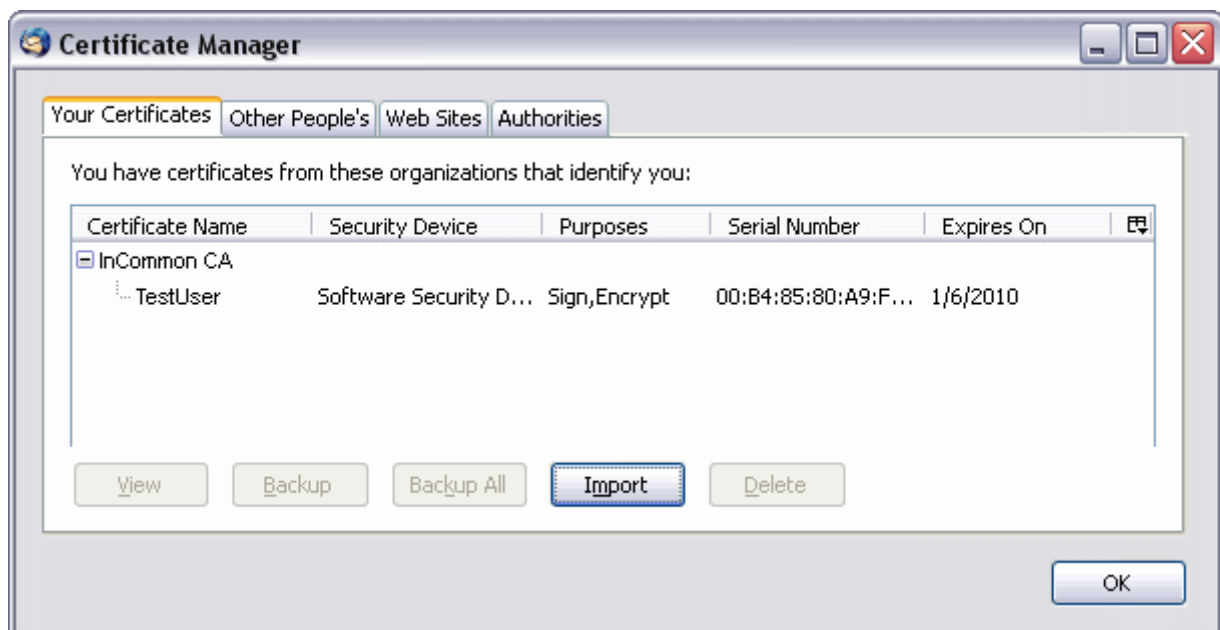 Certificate Manager
Your Certificates Other People's Web Sites Authorities
You have certificates from these organizations that identify you:
Certificate Name Security Device Purposes Serial Number Expires On
InCommon CA
TestUser Software Security D... Sign,Encrypt 00:B4:85:80:A9:F... 1/6/2010
View Backup Backup All Import Delete
OK